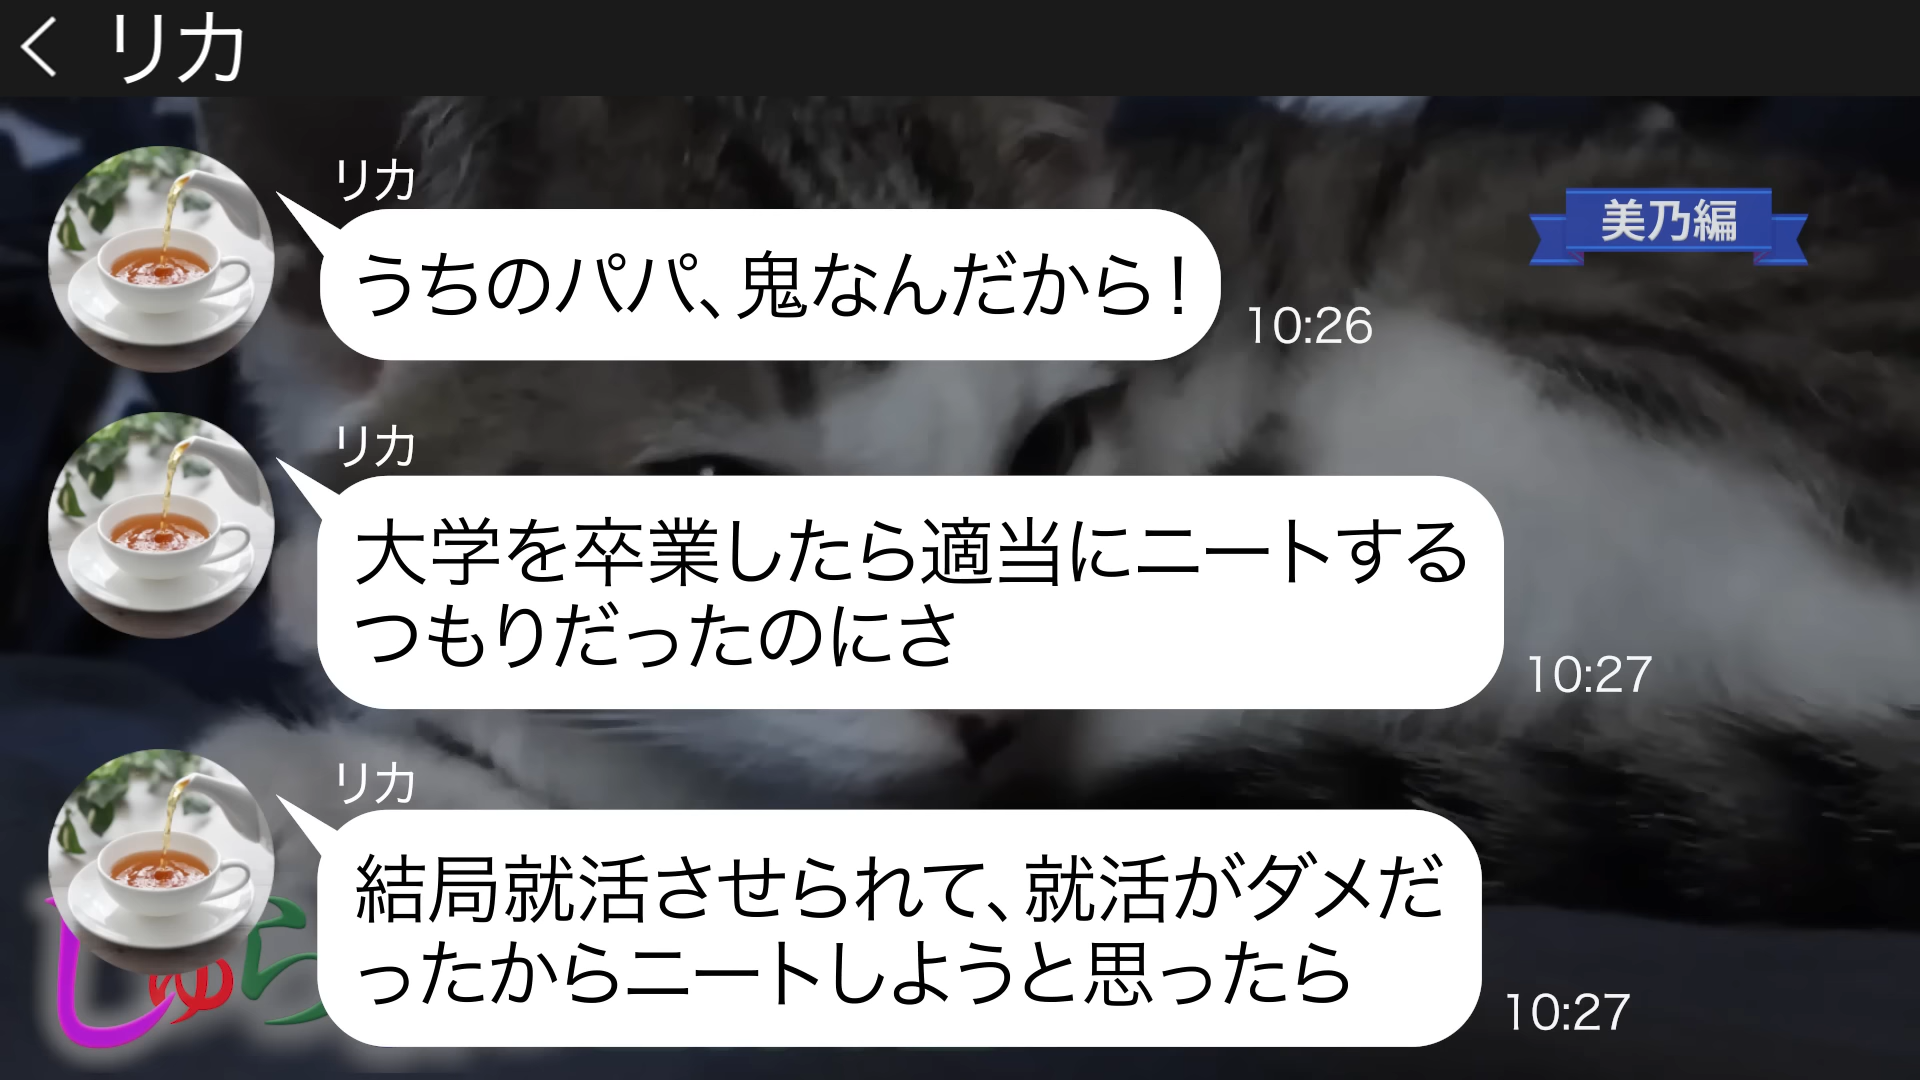 リカ
リカ
美乃編
うちのパパ、鬼なんだから！
10:26
リカ
大学を卒業したら適当にニートする
つもりだったのにさ
10:27
リカ
結局就活させられて、就活がダメだ
ったからニートしようと思ったら
10:27
しゅら